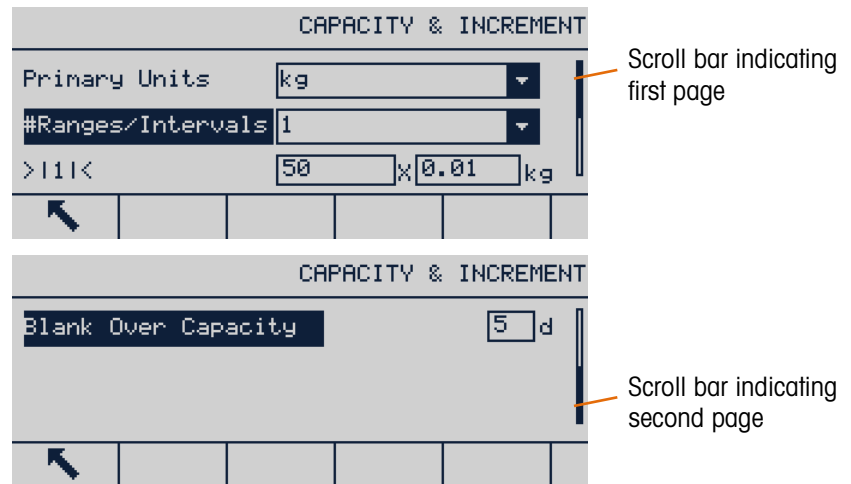 CAPACITY & INCREMENT
Primary Units kg
#Ranges/Intervals 1
>|1|< 50 X 0.01 kg
Scroll bar indicating
first page
CAPACITY & INCREMENT
Blank Over Capacity 5 d
Scroll bar indicating
second page